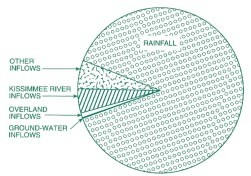 RAINFALL
OTHER
INFLOWS
KISSIMMEE RIVER
INFLOWS
OVERLAND
INFLOWS
GROUND-WATER
INFLOWS